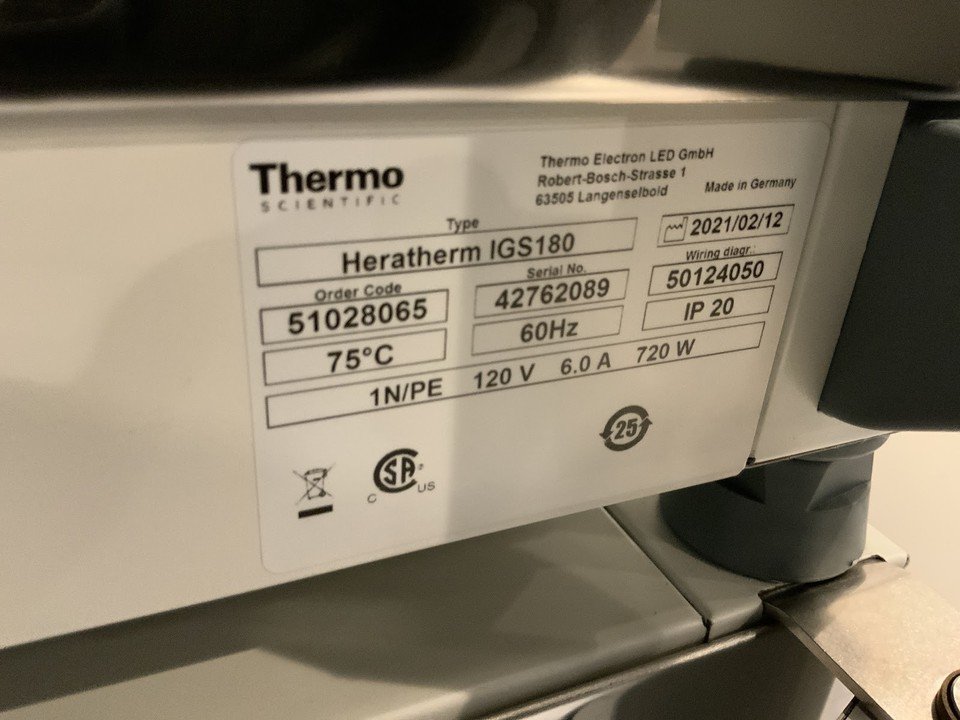 Thermo
SCIENTIFIC
Thermo Electron LED GmbH
Robert-Bosch-Strasse 1
63505 Langenselbold
Made in Germany
Type
Heratherm IGS180
2021/02/12
Order Code
Serial No.
Wiring diagr.:
51028065
42762089
50124050
75°C
60Hz
IP 20
1N/PE 120 V 6.0 A 720 W
25
C SA US